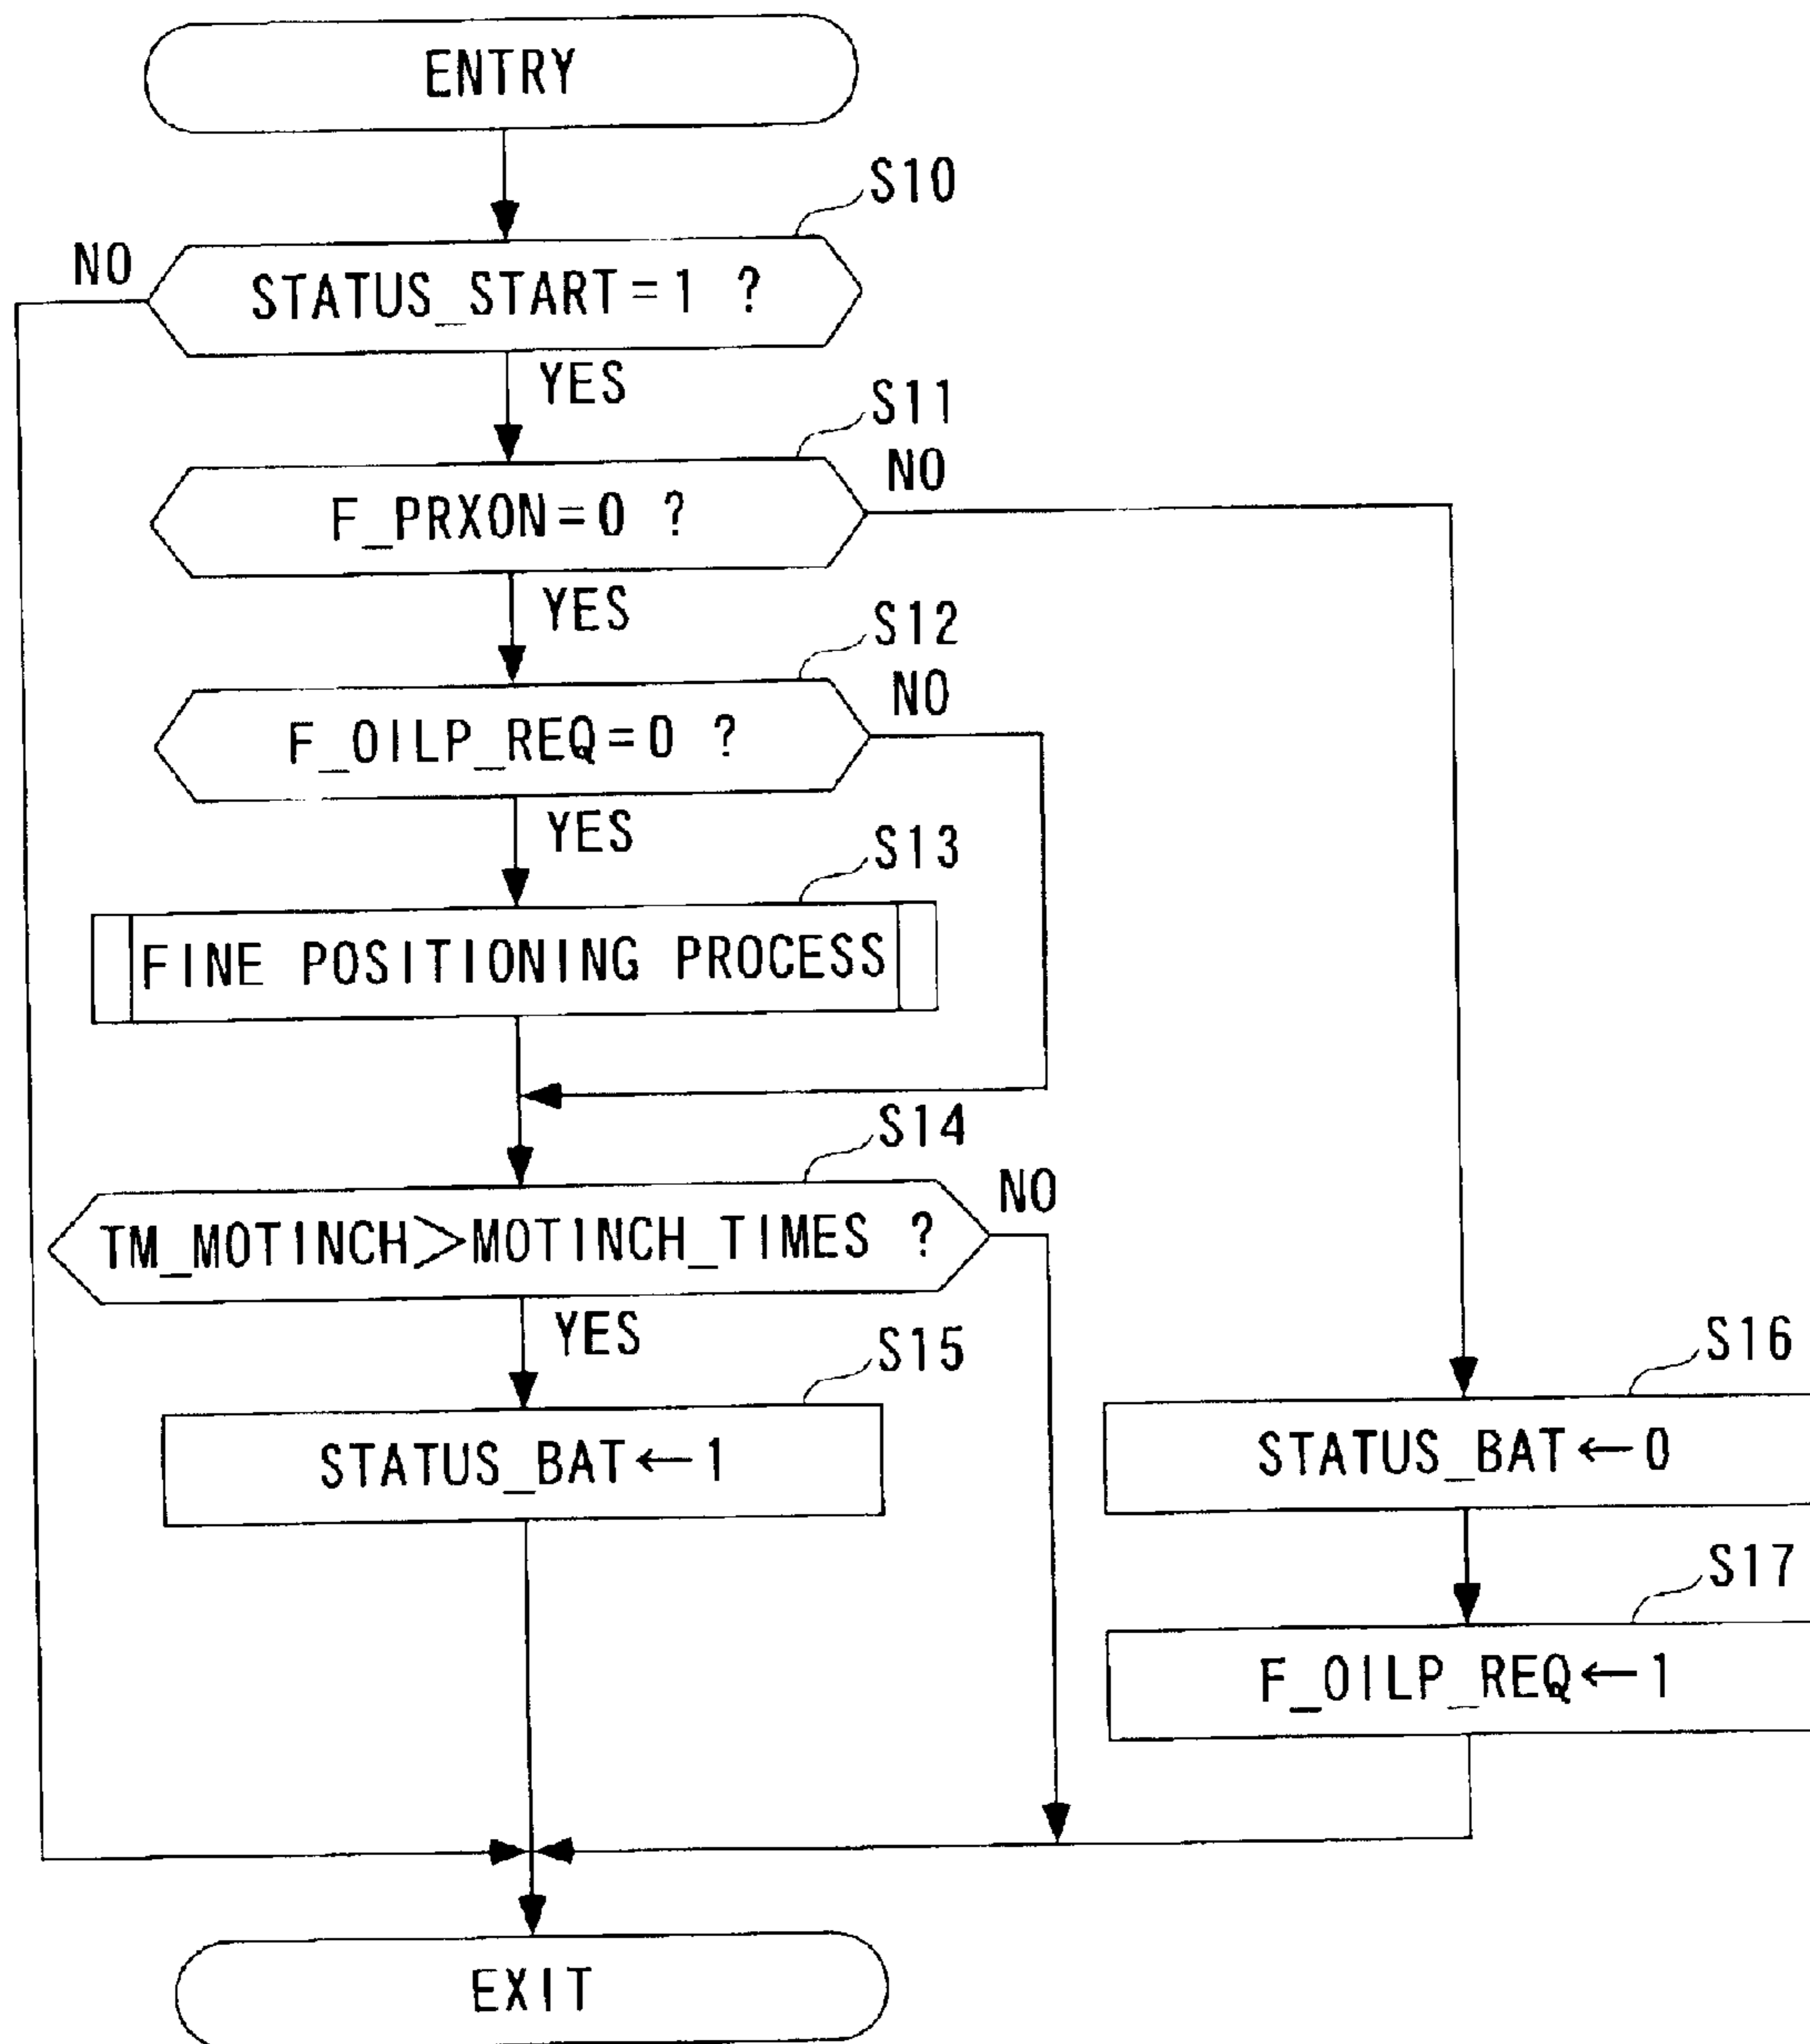 ENTRY
S10
NO
STATUS_START=1 ?
YES
S11
NO
F_PRXON=0 ?
YES
S12
NO
F_OILP_REQ=0 ?
YES
S13
FINE POSITIONING PROCESS
S14
NO
TM_MOTINCH>MOTINCH_TIMES ?
YES
S15
STATUS_BAT←1
S16
STATUS_BAT←0
S17
F_OILP_REQ←1
EXIT